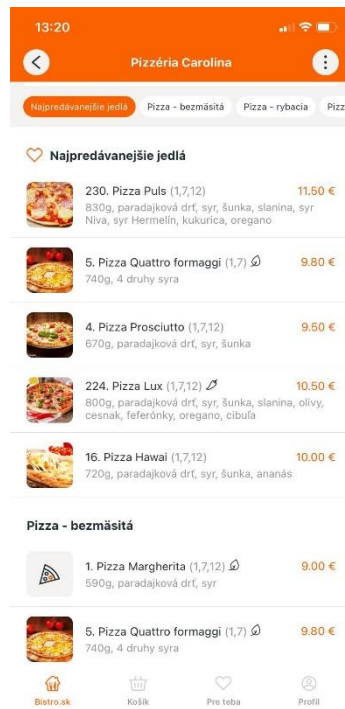 13:20
Pizzéria Carolina
Najpredávanejšie jedlá
Pizza - bezmäsitá
Pizza - rybacia
Pizz
Najpredávanejšie jedlá
230. Pizza Puls (1,7,12) 11.50 €
830g, paradajková drť, syr, šunka, slanina, syr
Niva, syr Hermelín, kukurica, oregano
5. Pizza Quattro formaggi (1,7) 9.80 €
740g, 4 druhy syra
4. Pizza Prosciutto (1,7,12) 9.50 €
670g, paradajková drť, syr, šunka
224. Pizza Lux (1,7,12) 10.50 €
800g, paradajková drť, syr, šunka, slanina, olivy,
cesnak, feferónky, oregano, cibuľa
16. Pizza Hawai (1,7,12) 10.00 €
720g, paradajková drť, syr, šunka, ananás
Pizza - bezmäsitá
1. Pizza Margherita (1,7,12) 9.00 €
590g, paradajková drť, syr
5. Pizza Quattro formaggi (1,7) 9.80 €
740g, 4 druhy syra
Bistro.sk
Košík
Pre teba
Profil